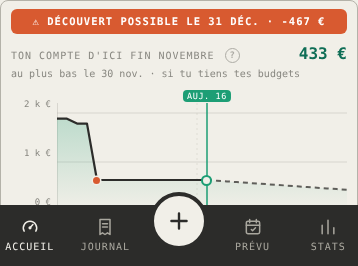 ⚠ DÉCOUVERT POSSIBLE LE 31 DÉC. · -467 €
TON COMPTE D'ICI FIN NOVEMBRE ? 433 €
au plus bas le 30 nov. · si tu tiens tes budgets
AUJ. 16
2 k €
1 k €
0 €
+
ACCUEIL JOURNAL PRÉVU STATS